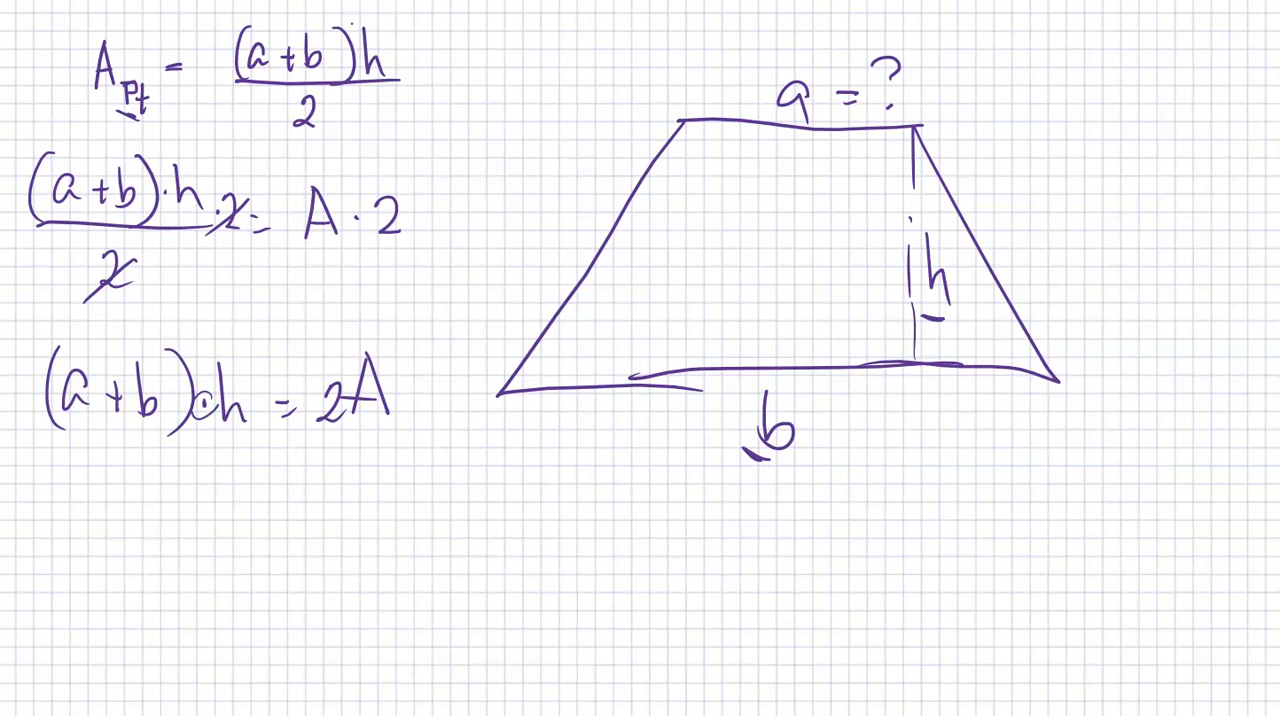 A_Pt = (a+b)h / 2
(a+b)·h / 2 ·2 = A·2
(a+b)·h = 2A
a = ?
h
b